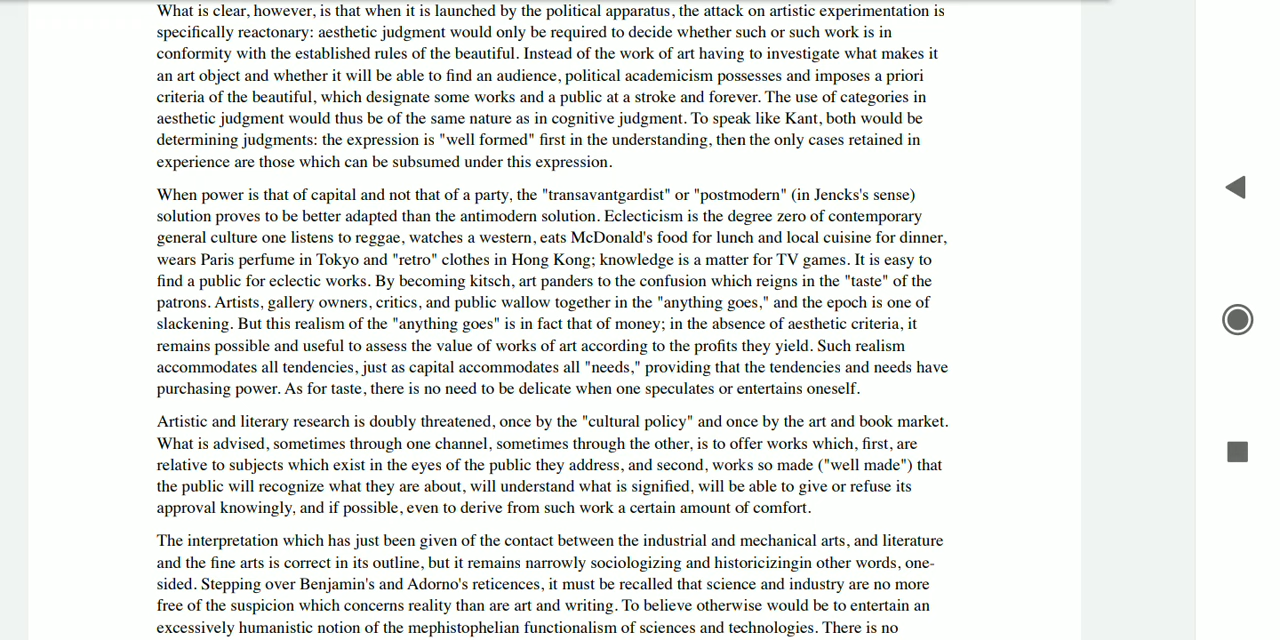 What is clear, however, is that when it is launched by the political apparatus, the attack on artistic experimentation is
specifically reactonary: aesthetic judgment would only be required to decide whether such or such work is in
conformity with the established rules of the beautiful. Instead of the work of art having to investigate what makes it
an art object and whether it will be able to find an audience, political academicism possesses and imposes a priori
criteria of the beautiful, which designate some works and a public at a stroke and forever. The use of categories in
aesthetic judgment would thus be of the same nature as in cognitive judgment. To speak like Kant, both would be
determining judgments: the expression is "well formed" first in the understanding, then the only cases retained in
experience are those which can be subsumed under this expression.
When power is that of capital and not that of a party, the "transavantgardist" or "postmodern" (in Jencks's sense)
solution proves to be better adapted than the antimodern solution. Eclecticism is the degree zero of contemporary
general culture one listens to reggae, watches a western, eats McDonald's food for lunch and local cuisine for dinner,
wears Paris perfume in Tokyo and "retro" clothes in Hong Kong; knowledge is a matter for TV games. It is easy to
find a public for eclectic works. By becoming kitsch, art panders to the confusion which reigns in the "taste" of the
patrons. Artists, gallery owners, critics, and public wallow together in the "anything goes," and the epoch is one of
slackening. But this realism of the "anything goes" is in fact that of money; in the absence of aesthetic criteria, it
remains possible and useful to assess the value of works of art according to the profits they yield. Such realism
accommodates all tendencies, just as capital accommodates all "needs," providing that the tendencies and needs have
purchasing power. As for taste, there is no need to be delicate when one speculates or entertains oneself.
Artistic and literary research is doubly threatened, once by the "cultural policy" and once by the art and book market.
What is advised, sometimes through one channel, sometimes through the other, is to offer works which, first, are
relative to subjects which exist in the eyes of the public they address, and second, works so made ("well made") that
the public will recognize what they are about, will understand what is signified, will be able to give or refuse its
approval knowingly, and if possible, even to derive from such work a certain amount of comfort.
The interpretation which has just been given of the contact between the industrial and mechanical arts, and literature
and the fine arts is correct in its outline, but it remains narrowly sociologizing and historicizingin other words, one-
sided. Stepping over Benjamin's and Adorno's reticences, it must be recalled that science and industry are no more
free of the suspicion which concerns reality than are art and writing. To believe otherwise would be to entertain an
excessively humanistic notion of the mephistophelian functionalism of sciences and technologies. There is no